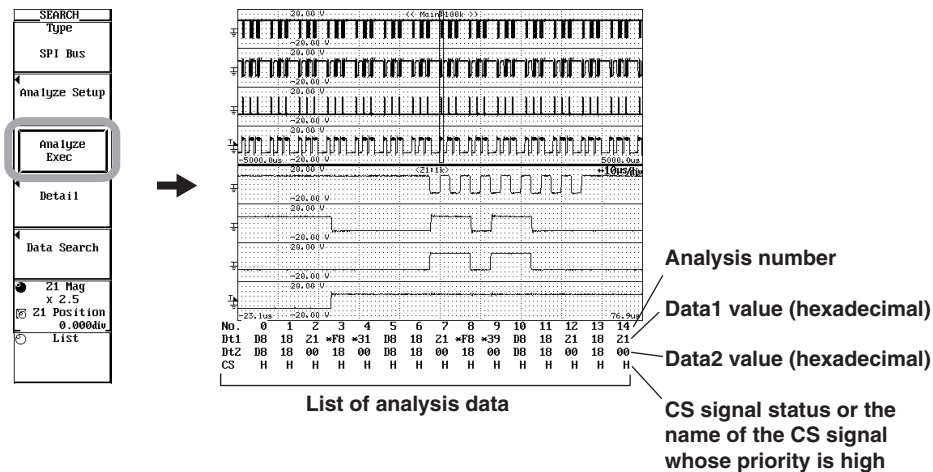 SEARCH
Type
SPI Bus
Analyze Setup
Analyze
Exec
Detail
Data Search
Z1 Mag
x 2.5
Z1 Position
0.000div
List
20.00 V
<< Main:100k >>
-20.00 V
20.00 V
-20.00 V
20.00 V
-20.00 V
20.00 V
-5000.0us -20.00 V 5000.0us
20.00 V <Z1:1k> ↔10us/div
-20.00 V
20.00 V
-20.00 V
20.00 V
-20.00 V
20.00 V
-23.1us -20.00 V 76.9us
No. 0 1 2 3 4 5 6 7 8 9 10 11 12 13 14
Dt1 D8 18 21 *F8 *31 D8 18 21 *F8 *39 D8 18 21 18 21
Dt2 D8 18 00 18 00 D8 18 00 18 00 D8 18 00 18 00
CS H H H H H H H H H H H H H H H
Analysis number
Data1 value (hexadecimal)
Data2 value (hexadecimal)
CS signal status or the
name of the CS signal
whose priority is high
List of analysis data